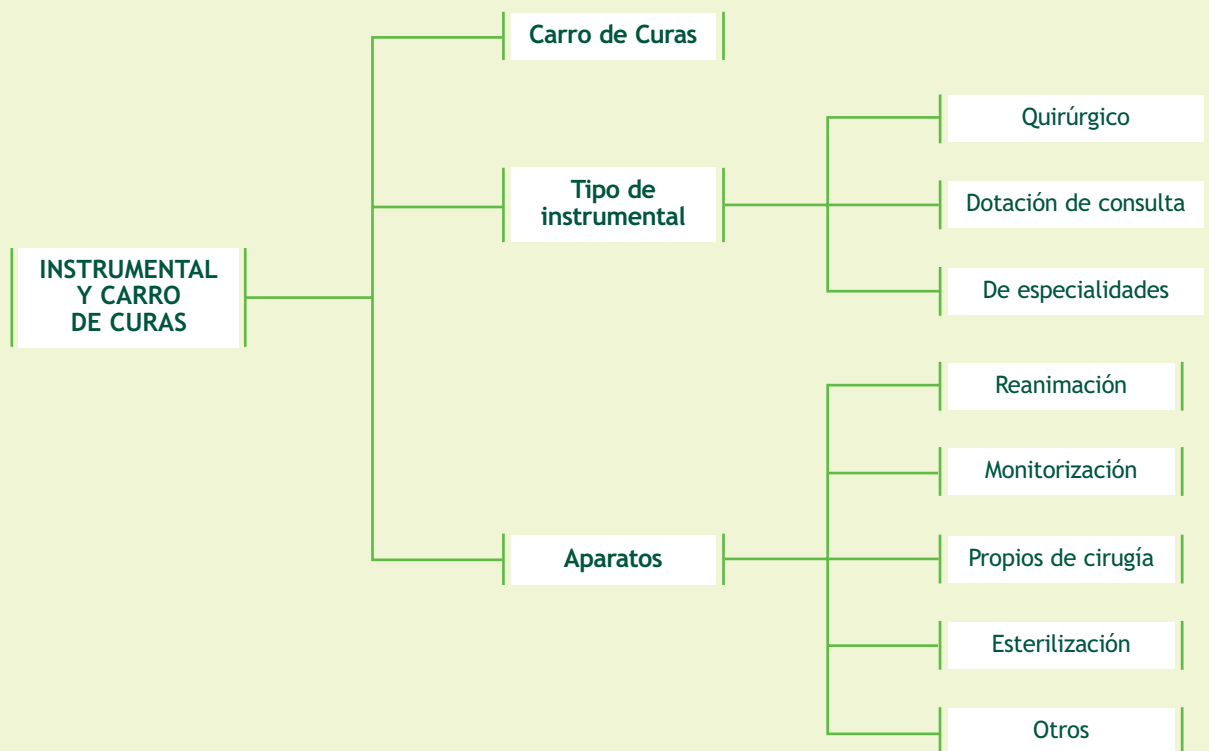 Carro de Curas
Quirúrgico
Tipo de
instrumental
Dotación de consulta
INSTRUMENTAL
Y CARRO
DE CURAS
De especialidades
Reanimación
Monitorización
Aparatos
Propios de cirugía
Esterilización
Otros